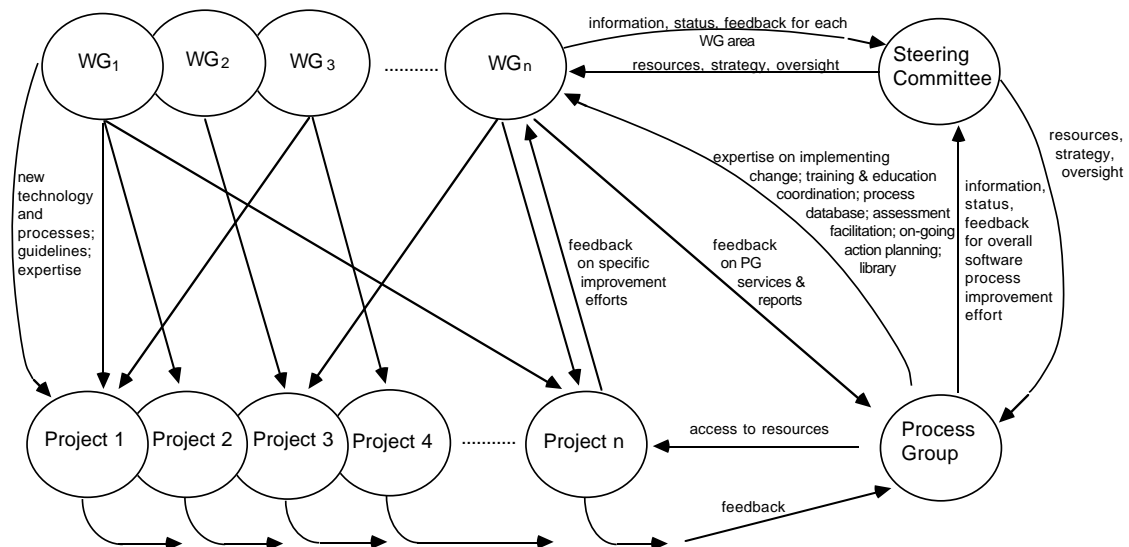 WG1
WG2
WG3
...........
WGn
information, status, feedback for each
WG area
resources, strategy, oversight
Steering
Committee
resources,
strategy,
oversight
new
technology
and
processes;
guidelines;
expertise
feedback
on specific
improvement
efforts
feedback
on PG
services &
reports
expertise on implementing
change; training & education
coordination; process
database; assessment
facilitation; on-going
action planning;
library
information,
status,
feedback
for overall
software
process
improvement
effort
Project 1
Project 2
Project 3
Project 4
...........
Project n
access to resources
Process
Group
feedback